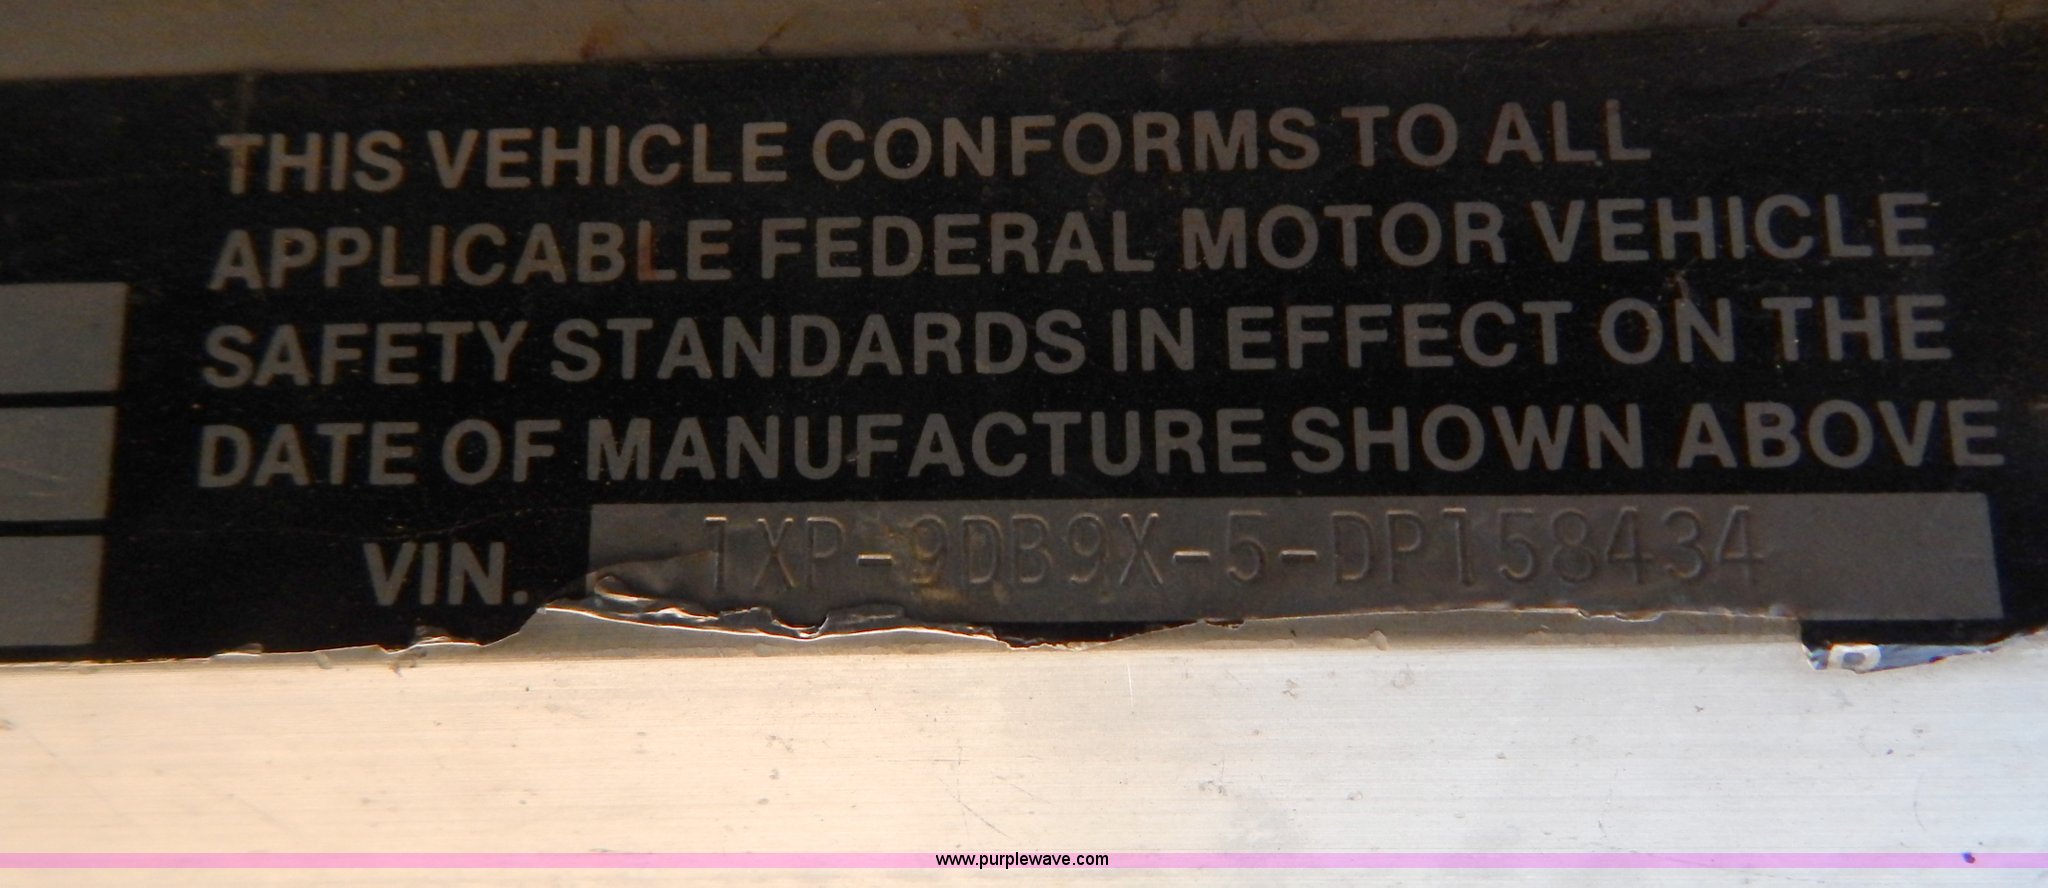 THIS VEHICLE CONFORMS TO ALL
APPLICABLE FEDERAL MOTOR VEHICLE
SAFETY STANDARDS IN EFFECT ON THE
DATE OF MANUFACTURE SHOWN ABOVE
VIN. 1XP-9DB9X-5-DP158434
www.purplewave.com